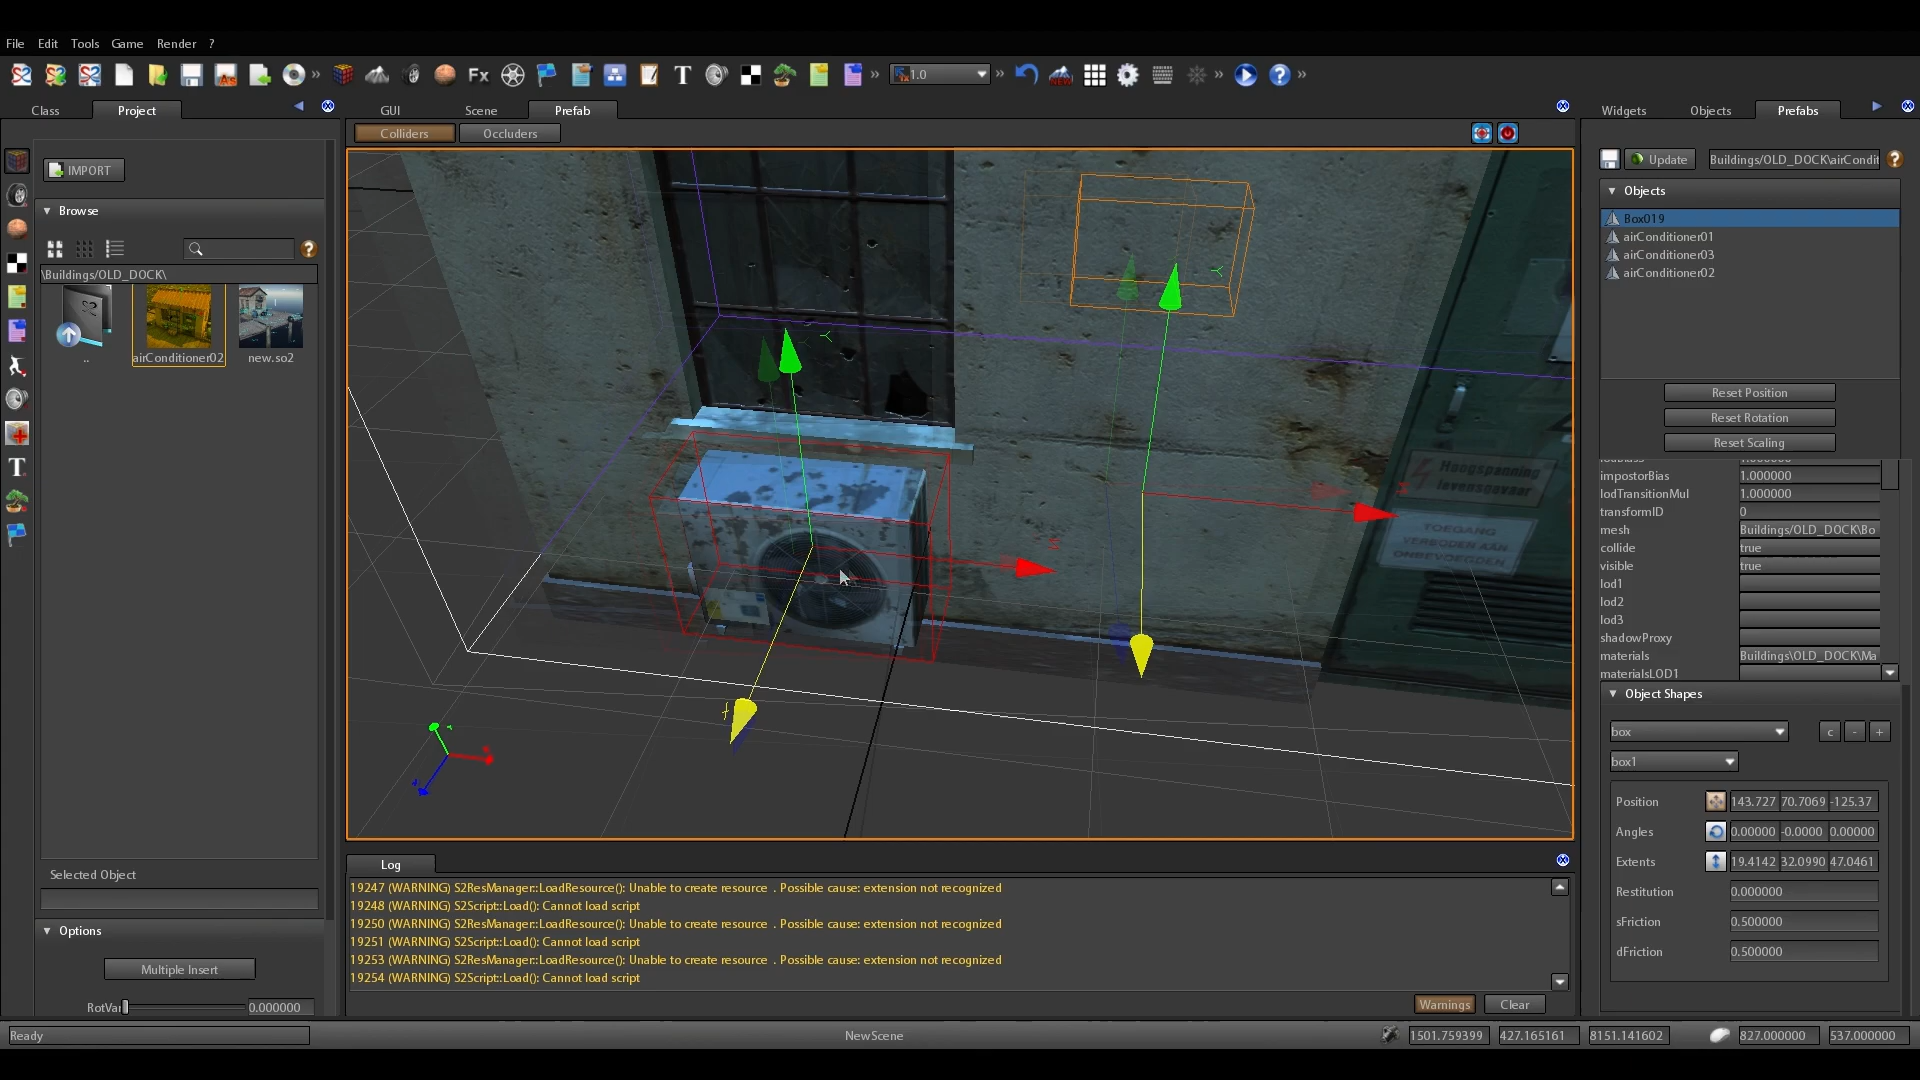 File Edit Tools Game Render ?
Fx T 1.0
Class Project
GUI Scene Prefab
Widgets Objects Prefabs
Colliders Occluders
IMPORT
Browse
\Buildings/OLD_DOCK\
..
airConditioner02
new.so2
Selected Object
Options
Multiple Insert
RotVar 0.000000
Hoogspanning
levensgevaar
TOEGANG
VERBODEN AAN
ONBEVOEGDEN
Log
19247 (WARNING) S2ResManager::LoadResource(): Unable to create resource . Possible cause: extension not recognized
19248 (WARNING) S2Script::Load(): Cannot load script
19250 (WARNING) S2ResManager::LoadResource(): Unable to create resource . Possible cause: extension not recognized
19251 (WARNING) S2Script::Load(): Cannot load script
19253 (WARNING) S2ResManager::LoadResource(): Unable to create resource . Possible cause: extension not recognized
19254 (WARNING) S2Script::Load(): Cannot load script
Warnings Clear
Update Buildings/OLD_DOCK\airCondit
Objects
Box019
airConditioner01
airConditioner03
airConditioner02
Reset Position
Reset Rotation
Reset Scaling
impostorBias 1.000000
lodTransitionMul 1.000000
transformID 0
mesh Buildings/OLD_DOCK\Bo
collide true
visible true
lod1
lod2
lod3
shadowProxy
materials Buildings\OLD_DOCK\Ma
materialsLOD1
Object Shapes
box c - +
box1
Position 143.727 70.7069 -125.37
Angles 0.00000 -0.0000 0.00000
Extents 19.4142 32.0990 47.0461
Restitution 0.000000
sFriction 0.500000
dFriction 0.500000
Ready NewScene 1501.759399 427.165161 8151.141602 827.000000 537.000000